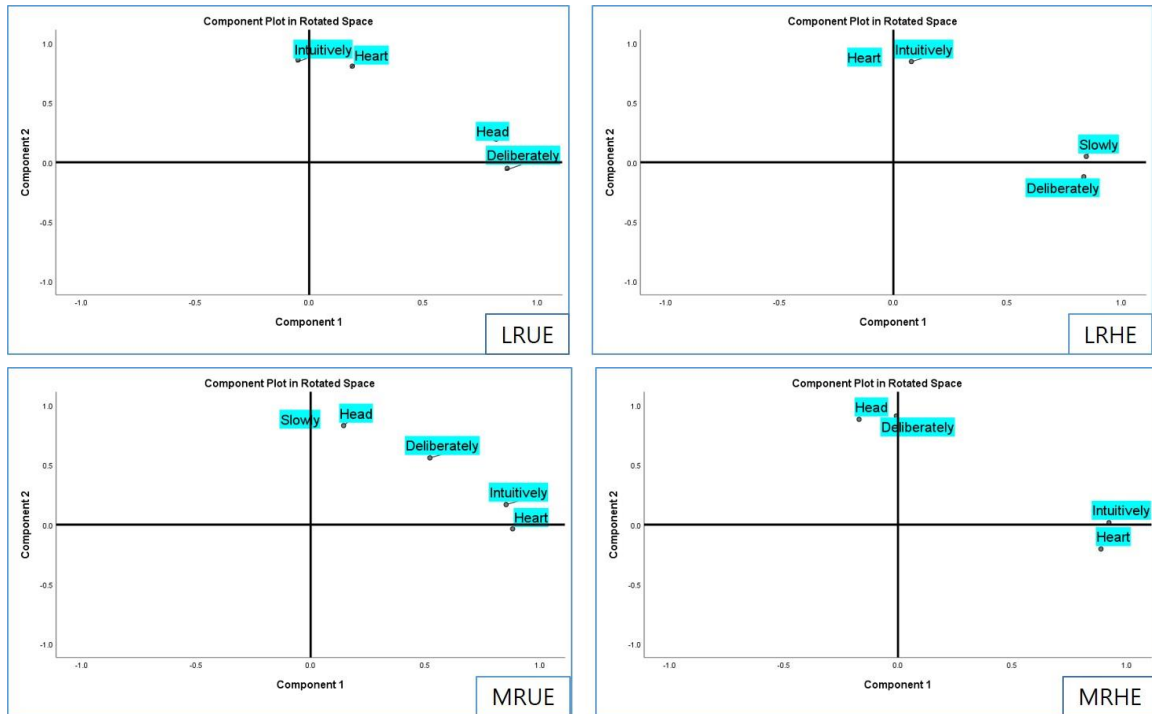 Component Plot in Rotated Space
1.0
Intuitively
Heart
0.5
Head
Deliberately
Component 2
0.0
-0.5
-1.0
-1.0 -0.5 0.0 0.5 1.0
Component 1
LRUE
Component Plot in Rotated Space
1.0
Heart
Intuitively
0.5
Slowly
Component 2
0.0
Deliberately
-0.5
-1.0
-1.0 -0.5 0.0 0.5 1.0
Component 1
LRHE
Component Plot in Rotated Space
1.0
Slowly
Head
Deliberately
0.5
Intuitively
Heart
Component 2
0.0
-0.5
-1.0
-1.0 -0.5 0.0 0.5 1.0
Component 1
MRUE
Component Plot in Rotated Space
1.0
Head
Deliberately
0.5
Intuitively
Component 2
0.0
Heart
-0.5
-1.0
-1.0 -0.5 0.0 0.5 1.0
Component 1
MRHE